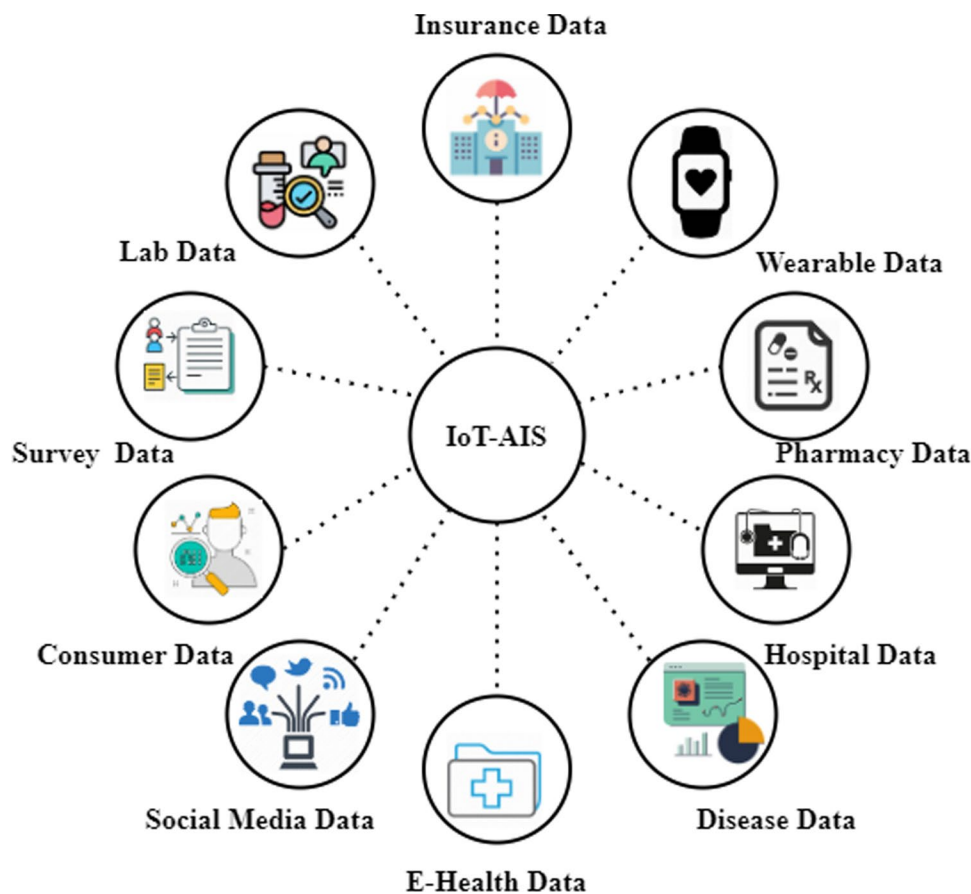 Insurance Data
Lab Data
Wearable Data
IoT-AIS
Survey  Data
Pharmacy Data
Rx
Consumer Data
Hospital Data
Social Media Data
Disease Data
E-Health Data